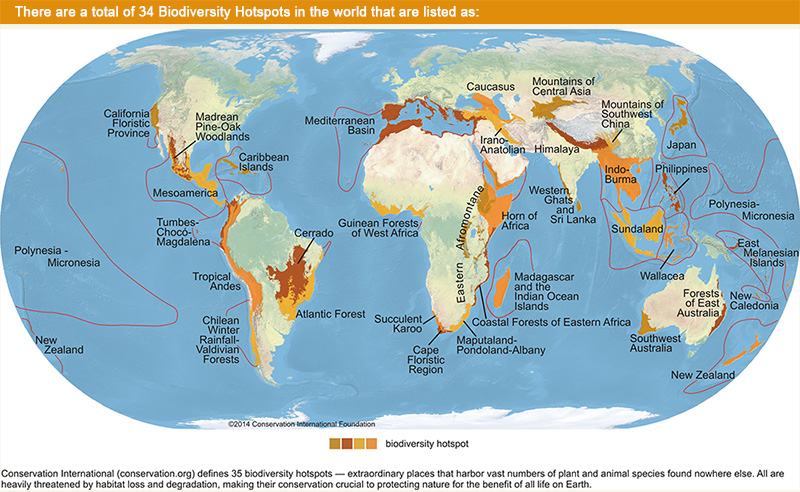 There are a total of 34 Biodiversity Hotspots in the world that are listed as:
California
Floristic
Province
Madrean
Pine-Oak
Woodlands
Caribbean
Islands
Mesoamerica
Tumbes-
Chocó-
Magdalena
Polynesia -
Micronesia
Tropical
Andes
Cerrado
Atlantic Forest
Chilean
Winter
Rainfall-
Valdivian
Forests
New
Zealand
Mediterranean
Basin
Caucasus
Irano-
Anatolian
Mountains of
Central Asia
Mountains of
Southwest
China
Himalaya
Japan
Indo-
Burma
Philippines
Western
Ghats
and
Sri Lanka
Polynesia-
Micronesia
Sundaland
Wallacea
East
Melanesian
Islands
Guinean Forests
of West Africa
Eastern Afromontane
Horn of
Africa
Madagascar
and the
Indian Ocean
Islands
Coastal Forests of Eastern Africa
Succulent
Karoo
Cape
Floristic
Region
Maputaland-
Pondoland-Albany
Forests
of East
Australia
New
Caledonia
Southwest
Australia
New Zealand
©2014 Conservation International Foundation
biodiversity hotspot
Conservation International (conservation.org) defines 35 biodiversity hotspots — extraordinary places that harbor vast numbers of plant and animal species found nowhere else. All are
heavily threatened by habitat loss and degradation, making their conservation crucial to protecting nature for the benefit of all life on Earth.